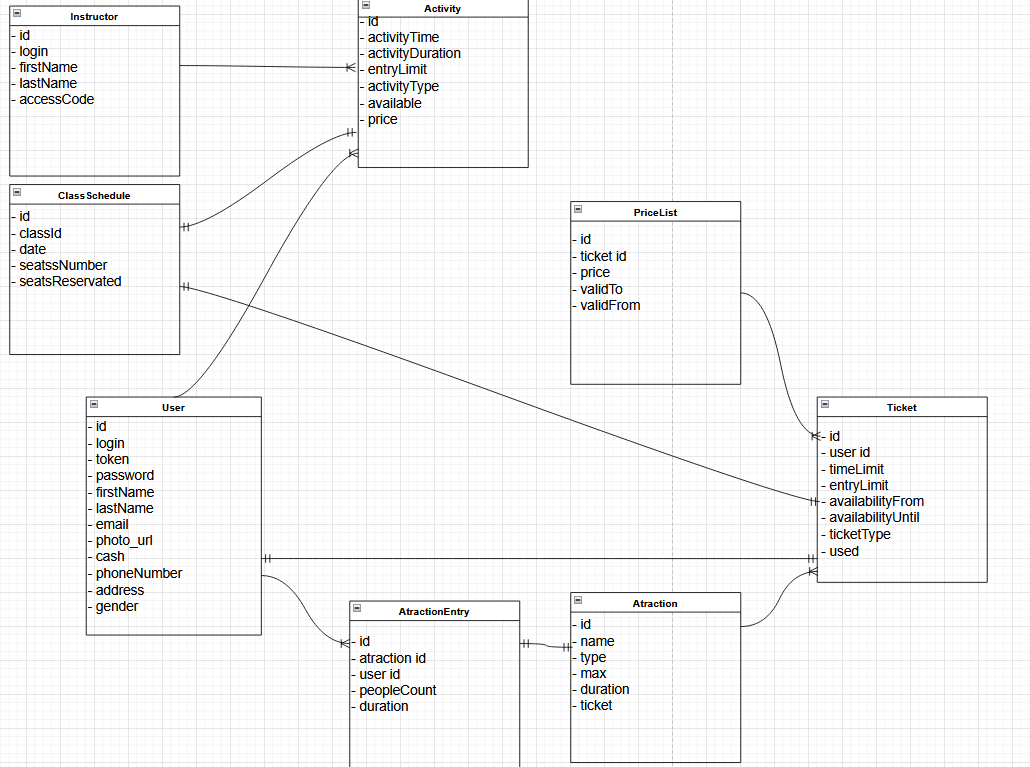 Instructor
- id
- login
- firstName
- lastName
- accessCode
Activity
- id
- activityTime
- activityDuration
- entryLimit
- activityType
- available
- price
ClassSchedule
- id
- classId
- date
- seatssNumber
- seatsReservated
PriceList
- id
- ticket id
- price
- validTo
- validFrom
User
- id
- login
- token
- password
- firstName
- lastName
- email
- photo_url
- cash
- phoneNumber
- address
- gender
Ticket
- id
- user id
- timeLimit
- entryLimit
- availabilityFrom
- availabilityUntil
- ticketType
- used
AtractionEntry
- id
- atraction id
- user id
- peopleCount
- duration
Atraction
- id
- name
- type
- max
- duration
- ticket